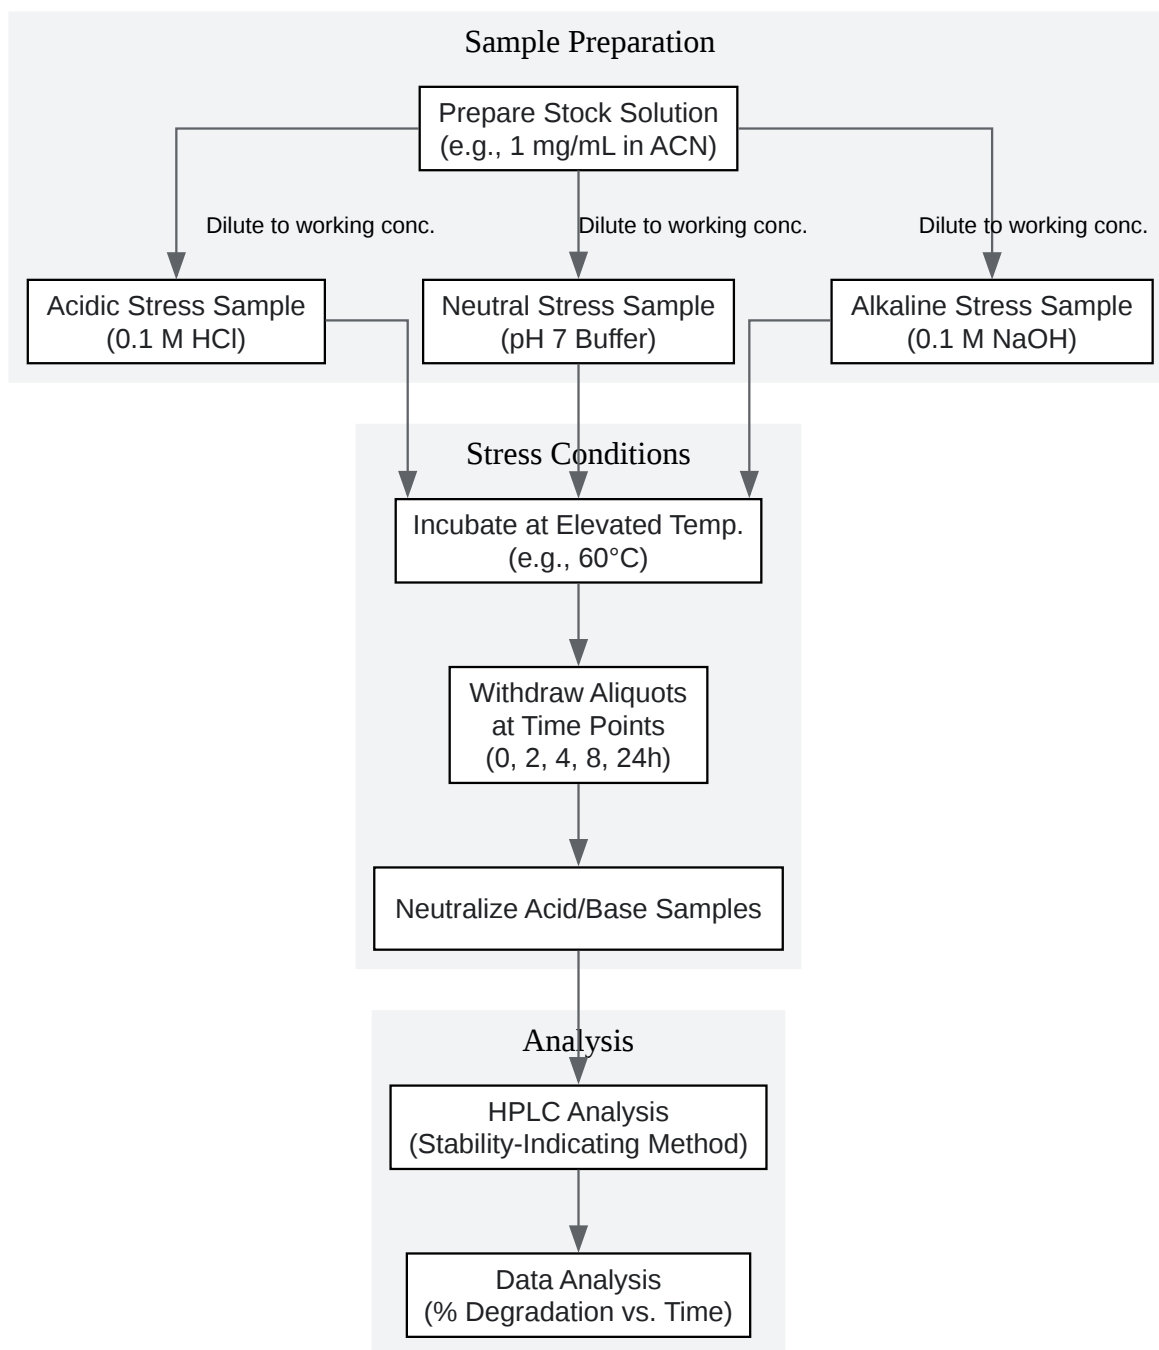 Sample Preparation
Prepare Stock Solution
(e.g., 1 mg/mL in ACN)
Dilute to working conc.
Dilute to working conc.
Dilute to working conc.
Acidic Stress Sample
(0.1 M HCl)
Neutral Stress Sample
(pH 7 Buffer)
Alkaline Stress Sample
(0.1 M NaOH)
Stress Conditions
Incubate at Elevated Temp.
(e.g., 60°C)
Withdraw Aliquots
at Time Points
(0, 2, 4, 8, 24h)
Neutralize Acid/Base Samples
Analysis
HPLC Analysis
(Stability-Indicating Method)
Data Analysis
(% Degradation vs. Time)